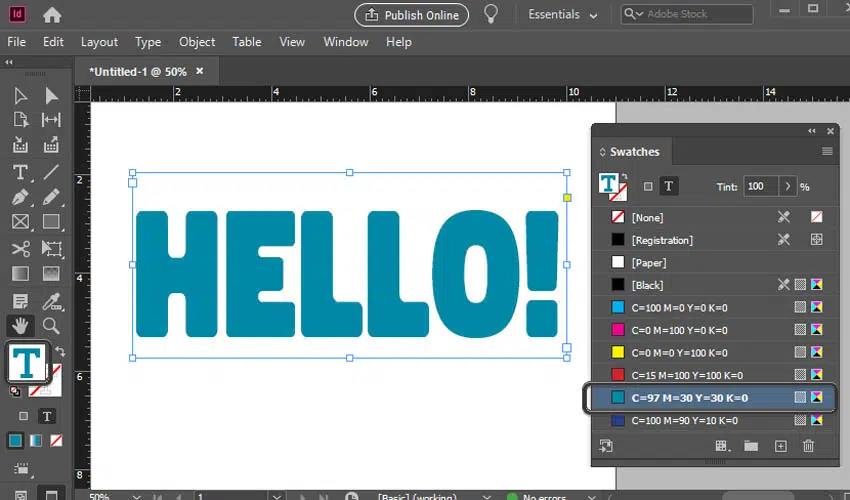 Id Publish Online Essentials Adobe Stock
File Edit Layout Type Object Table View Window Help
*Untitled-1 @ 50% ×
2 4 6 8 10 12 14
2
4
6
8
HELLO!
Swatches
T T Tint: 100 %
[None]
[Registration]
[Paper]
[Black]
C=100 M=0 Y=0 K=0
C=0 M=100 Y=0 K=0
C=0 M=0 Y=100 K=0
C=15 M=100 Y=100 K=0
C=97 M=30 Y=30 K=0
C=100 M=90 Y=10 K=0
T
T
T
50% 1 [Basic] (working) No errors